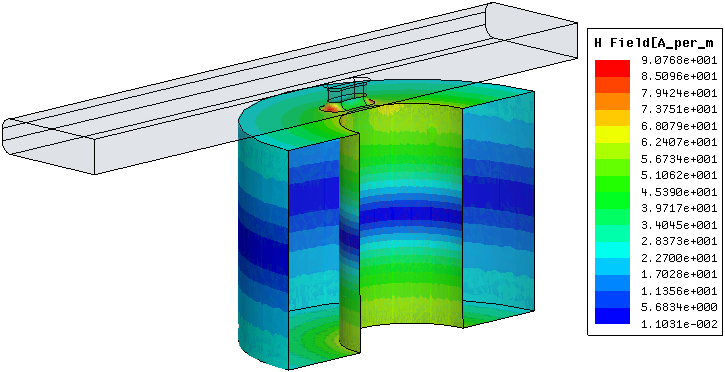 H Field[A_per_m
9.0768e+001
8.5096e+001
7.9424e+001
7.3751e+001
6.8079e+001
6.2407e+001
5.6734e+001
5.1062e+001
4.5390e+001
3.9717e+001
3.4045e+001
2.8373e+001
2.2700e+001
1.7028e+001
1.1356e+001
5.6834e+000
1.1031e-002